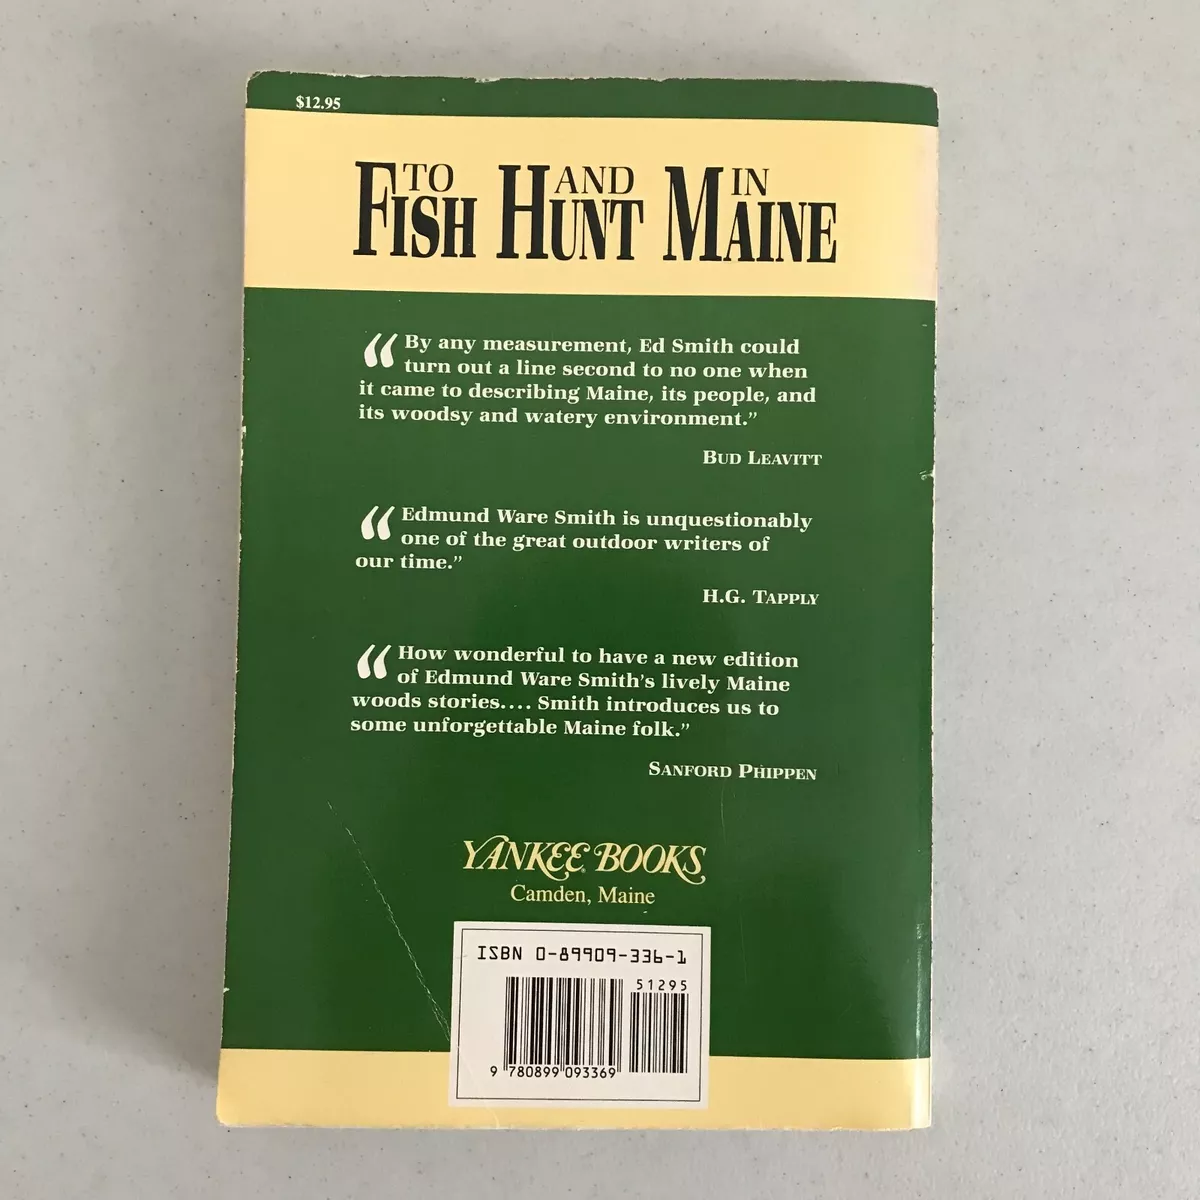 $12.95
TO FISH AND HUNT IN MAINE
“By any measurement, Ed Smith could
turn out a line second to no one when
it came to describing Maine, its people, and
its woodsy and watery environment.”
BUD LEAVITT
“Edmund Ware Smith is unquestionably
one of the great outdoor writers of
our time.”
H.G. TAPPLY
“How wonderful to have a new edition
of Edmund Ware Smith’s lively Maine
woods stories.... Smith introduces us to
some unforgettable Maine folk.”
SANFORD PHIPPEN
YANKEE BOOKS
Camden, Maine
ISBN 0-89909-336-1
51295
9 780899 093369